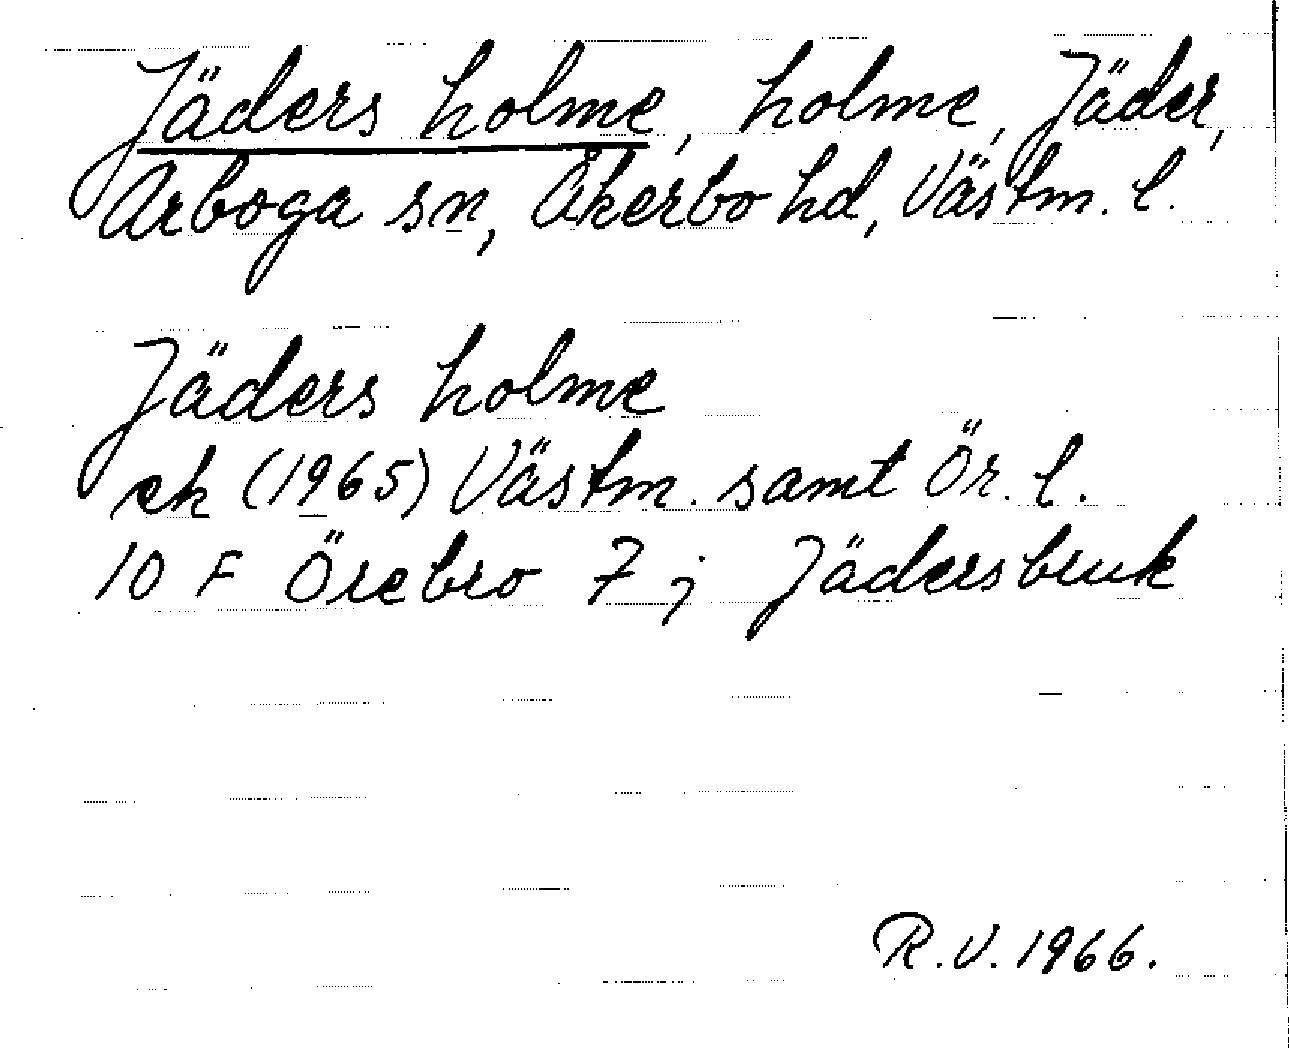 Jäders holme, holme, Jäder,
Arboga sn, Åkerbo hd, Västm. l.
Jäders holme
ek (1965) Västm. samt Ör. l.
10 F Örebro 7 j Jädersbruk
R.V. 1966.